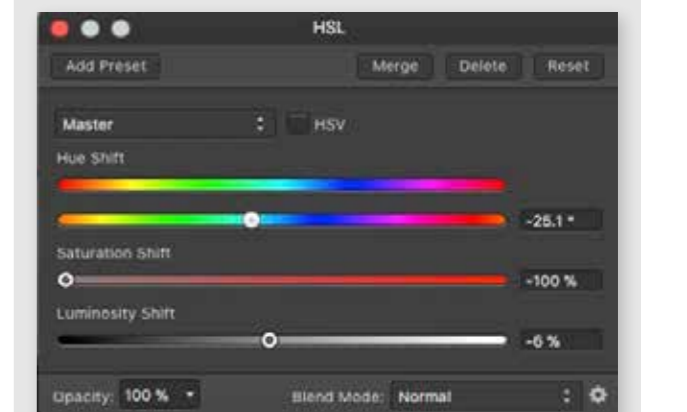 HSL
Add Preset Merge Delete Reset
Master HSV
Hue Shift
-25.1 °
Saturation Shift
-100 %
Luminosity Shift
-6 %
Opacity: 100 % Blend Mode: Normal